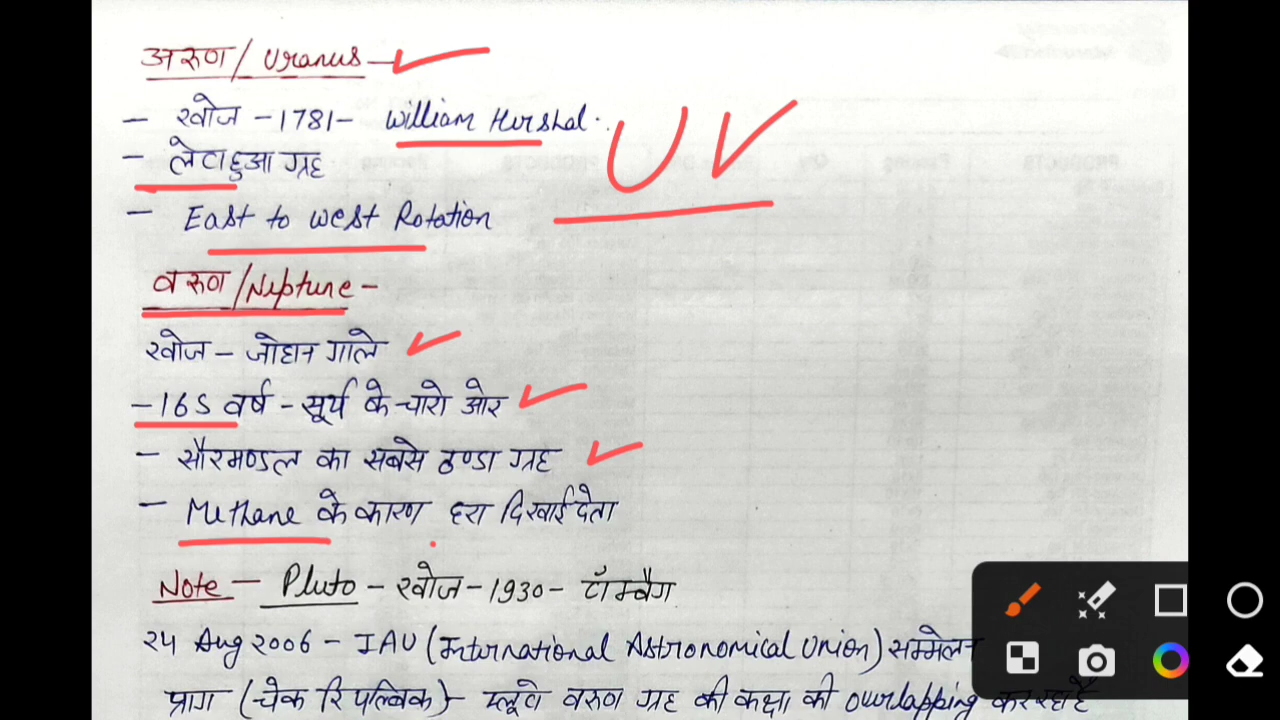 अरुण / Uranus -
- खोज - 1781 - William Hershal.
- लेटा हुआ ग्रह
UV
- East to west Rotation
वरुण / Neptune -
खोज - जोहान गाले
- 165 वर्ष - सूर्य के चारो ओर
- सौरमण्डल का सबसे ठण्डा ग्रह
- Methane के कारण हरा दिखाई देता
Note - Pluto - खोज - 1930 - टॉम्बैग
24 Aug 2006 - IAU (International Astronomical Union) सम्मेलन
प्राग (चेक रिपब्लिक) - प्लूटो वरुण ग्रह की कक्षा को overlapping कर रहा है